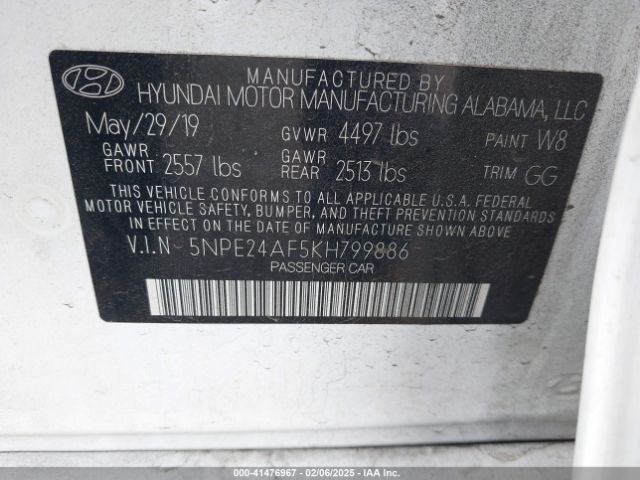 MANUFACTURED BY
HYUNDAI MOTOR MANUFACTURING ALABAMA, LLC
May/29/19 GVWR 4497 lbs PAINT W8
GAWR FRONT 2557 lbs GAWR REAR 2513 lbs TRIM GG
THIS VEHICLE CONFORMS TO ALL APPLICABLE U.S.A. FEDERAL
MOTOR VEHICLE SAFETY, BUMPER, AND THEFT PREVENTION STANDARDS
IN EFFECT ON THE DATE OF MANUFACTURE SHOWN ABOVE
V.I.N 5NPE24AF5KH799886
PASSENGER CAR
000-41476967 - 02/06/2025 - IAA Inc.